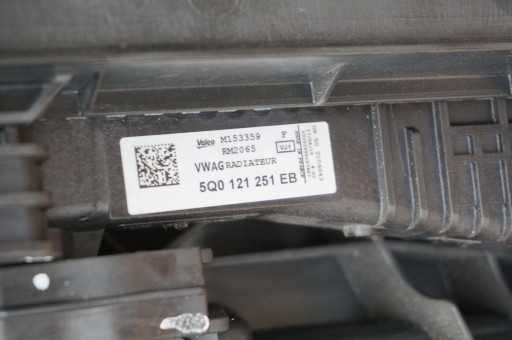 Valeo M153359 F
RM2065 VJ1
VWAG RADIATEUR
5Q0 121 251 EB